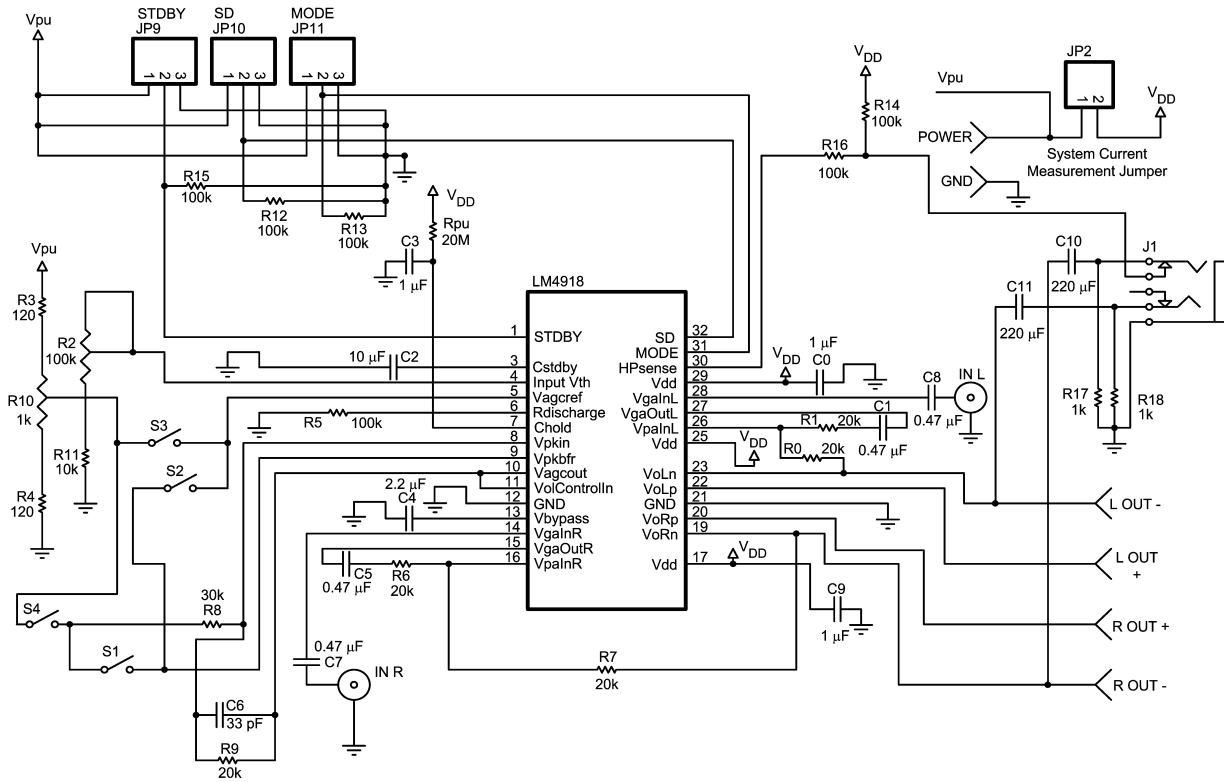 Vpu
STDBY
JP9
1 2 3
SD
JP10
1 2 3
MODE
JP11
1 2 3
VDD
R14
100k
R16
100k
Vpu
JP2
1 2
VDD
POWER
System Current
Measurement Jumper
GND
R15
100k
R12
100k
R13
100k
VDD
Rpu
20M
C3
1 µF
Vpu
R3
120
R2
100k
R10
1k
R11
10k
R4
120
S3
S2
S4
S1
30k
R8
C6
33 pF
R9
20k
10 µF
C2
R5
100k
2.2 µF
C4
C5
0.47 µF
R6
20k
0.47 µF
C7
IN R
R7
20k
LM4918
1 STDBY
3 Cstdby
4 Input Vth
5 Vagcref
6 Rdischarge
7 Chold
8 Vpkin
9 Vpkbfr
10 Vagcout
11 VolControlIn
12 GND
13 Vbypass
14 VgaInR
15 VgaOutR
16 VpaInR
SD 32
MODE 31
HPsense 30
Vdd 29
VgaInL 28
VgaOutL 27
VpaInL 26
Vdd 25
VoLn 23
VoLp 22
GND 21
VoRp 20
VoRn 19
Vdd 17
VDD
1 µF
C0
C8
0.47 µF
IN L
R1
20k
C1
0.47 µF
R0
20k
VDD
VDD
C9
1 µF
C10
220 µF
C11
220 µF
J1
R17
1k
R18
1k
L OUT -
L OUT
+
R OUT +
R OUT -